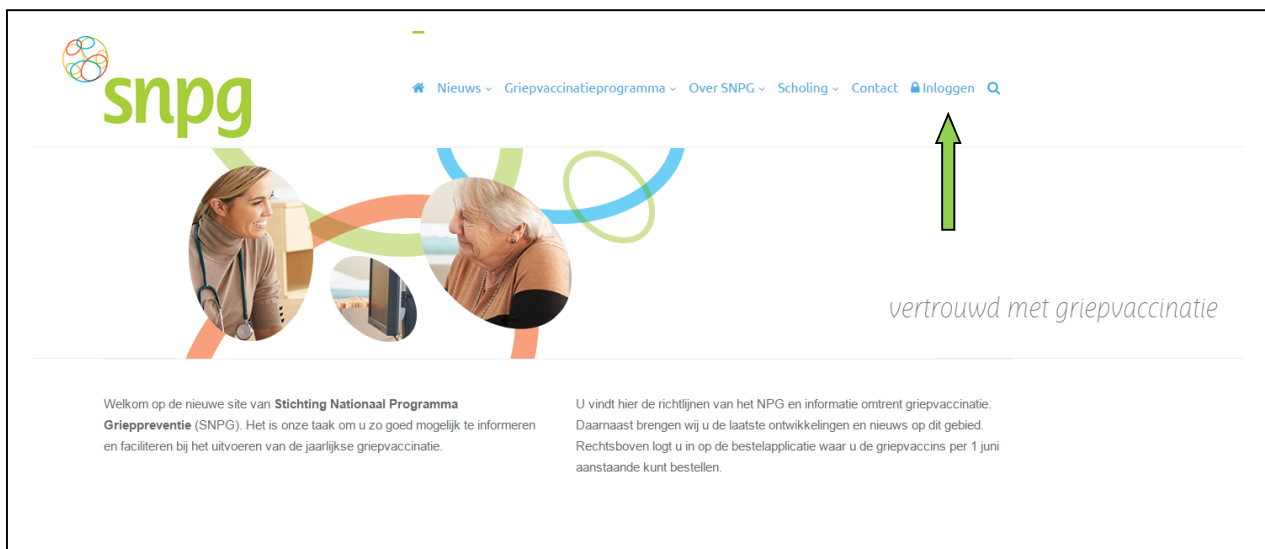 snpg
Nieuws Griepvaccinatieprogramma Over SNPG Scholing Contact Inloggen
vertrouwd met griepvaccinatie
Welkom op de nieuwe site van Stichting Nationaal Programma
Grieppreventie (SNPG). Het is onze taak om u zo goed mogelijk te informeren
en faciliteren bij het uitvoeren van de jaarlijkse griepvaccinatie.
U vindt hier de richtlijnen van het NPG en informatie omtrent griepvaccinatie.
Daarnaast brengen wij u de laatste ontwikkelingen en nieuws op dit gebied.
Rechtsboven logt u in op de bestelapplicatie waar u de griepvaccins per 1 juni
aanstaande kunt bestellen.